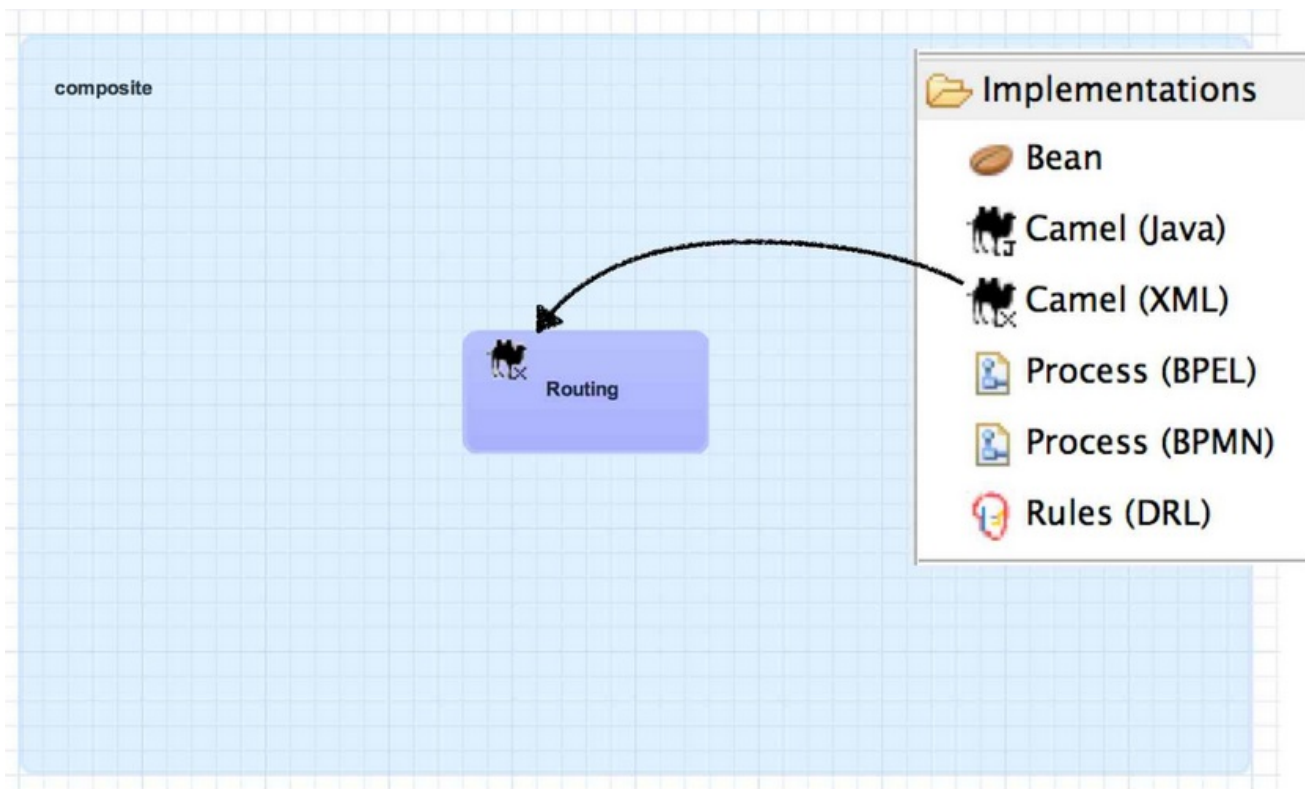 composite
Routing
Implementations
Bean
Camel (Java)
Camel (XML)
Process (BPEL)
Process (BPMN)
Rules (DRL)